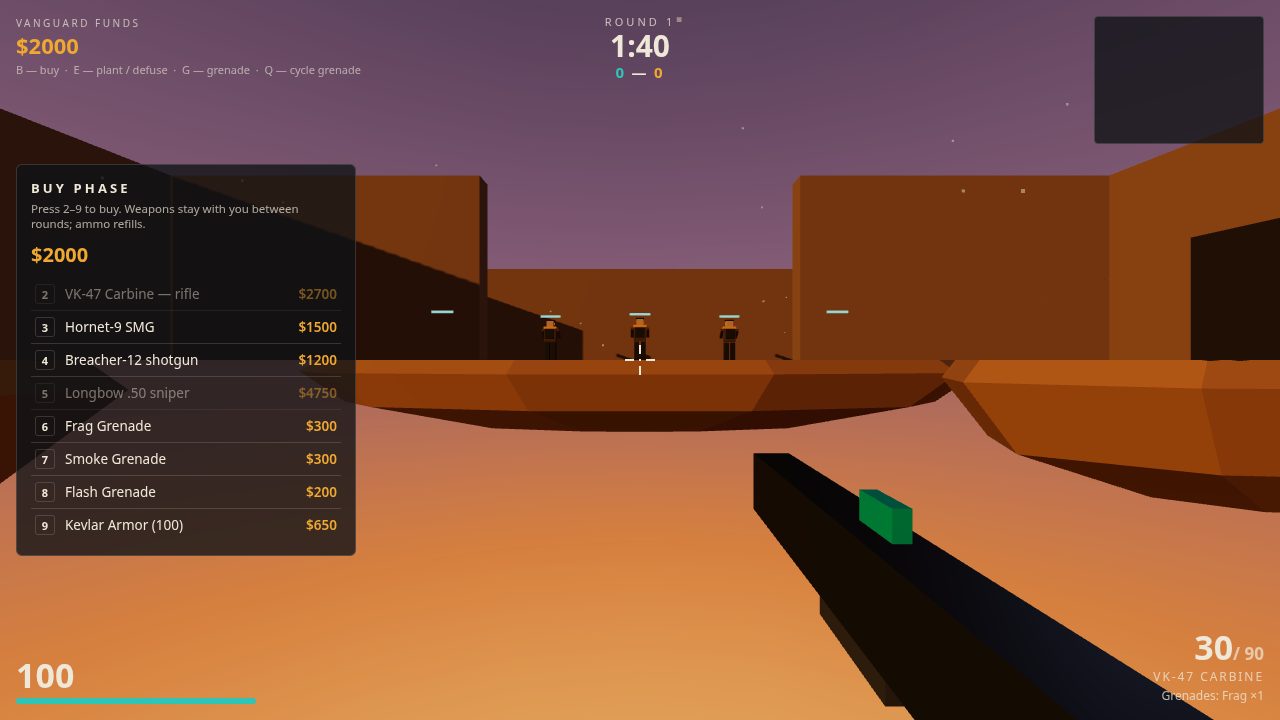 VANGUARD FUNDS
$2000
B — buy · E — plant / defuse · G — grenade · Q — cycle grenade
ROUND 1
1:40
0 — 0
BUY PHASE
Press 2–9 to buy. Weapons stay with you between
rounds; ammo refills.
$2000
2 VK-47 Carbine — rifle $2700
3 Hornet-9 SMG $1500
4 Breacher-12 shotgun $1200
5 Longbow .50 sniper $4750
6 Frag Grenade $300
7 Smoke Grenade $300
8 Flash Grenade $200
9 Kevlar Armor (100) $650
100
30 / 90
VK-47 CARBINE
Grenades: Frag ×1